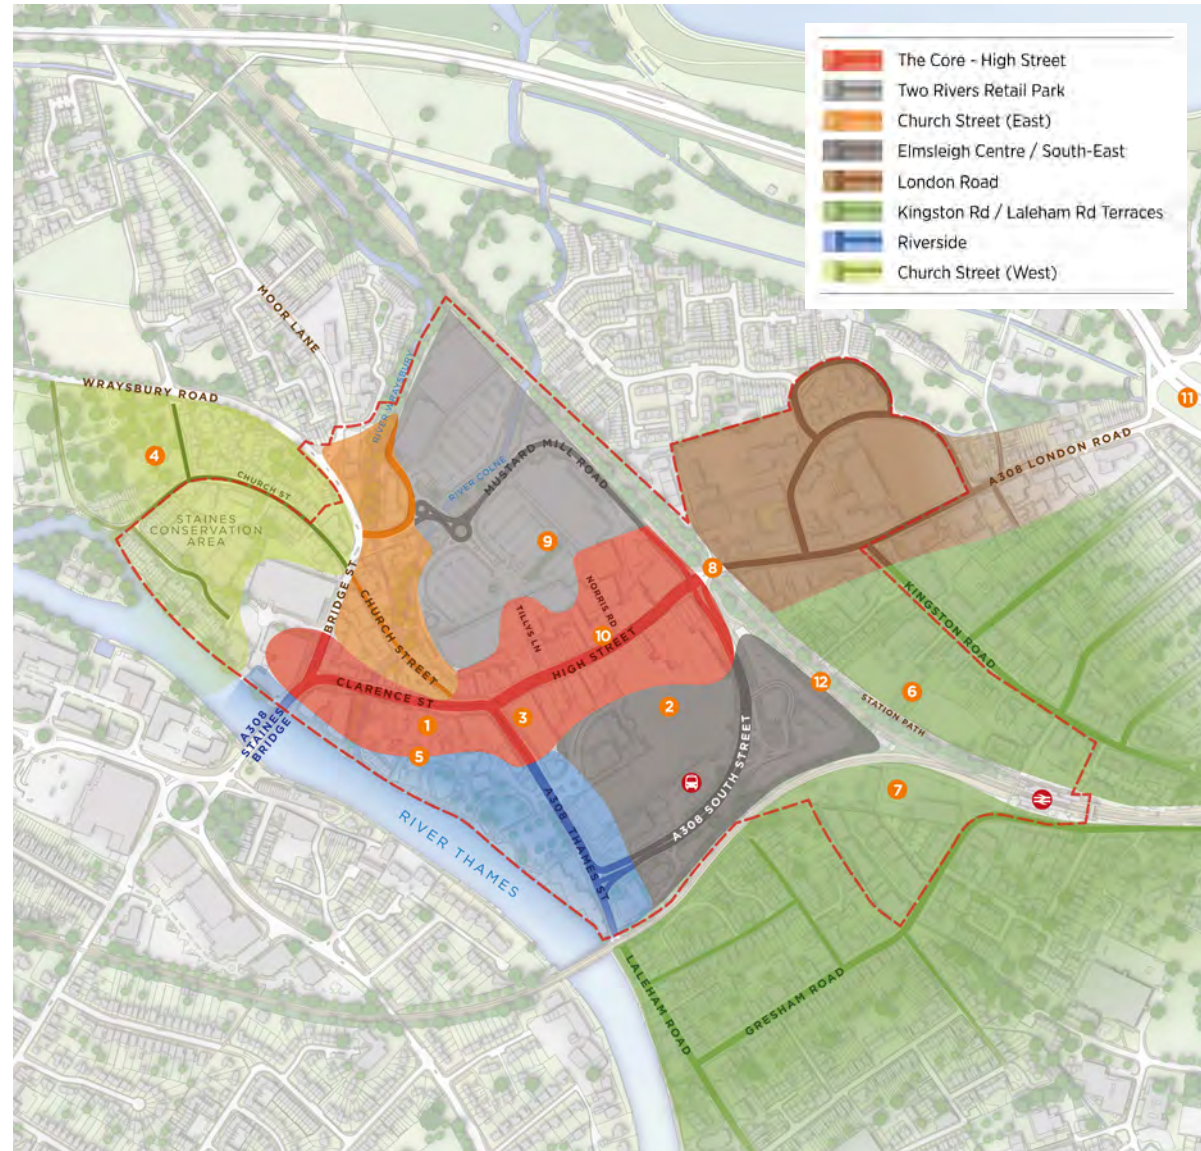 The Core - High Street
Two Rivers Retail Park
Church Street (East)
Elmsleigh Centre / South-East
London Road
Kingston Rd / Laleham Rd Terraces
Riverside
Church Street (West)
MOOR LANE
WRAYSBURY ROAD
RIVER WRAYSBURY
11
4
CHURCH ST
STAINES
CONSERVATION
AREA
RIVER COLNE
MUSTARD MILL ROAD
A308 LONDON ROAD
9
8
BRIDGE ST
CHURCH STREET
TILLYS LN
NORRIS RD
10
HIGH STREET
KINGSTON ROAD
CLARENCE ST
1
3
2
12
6
STATION PATH
A308
STAINES
BRIDGE
5
A308 THAMES ST
A308 SOUTH STREET
7
RIVER THAMES
LALEHAM ROAD
GRESHAM ROAD